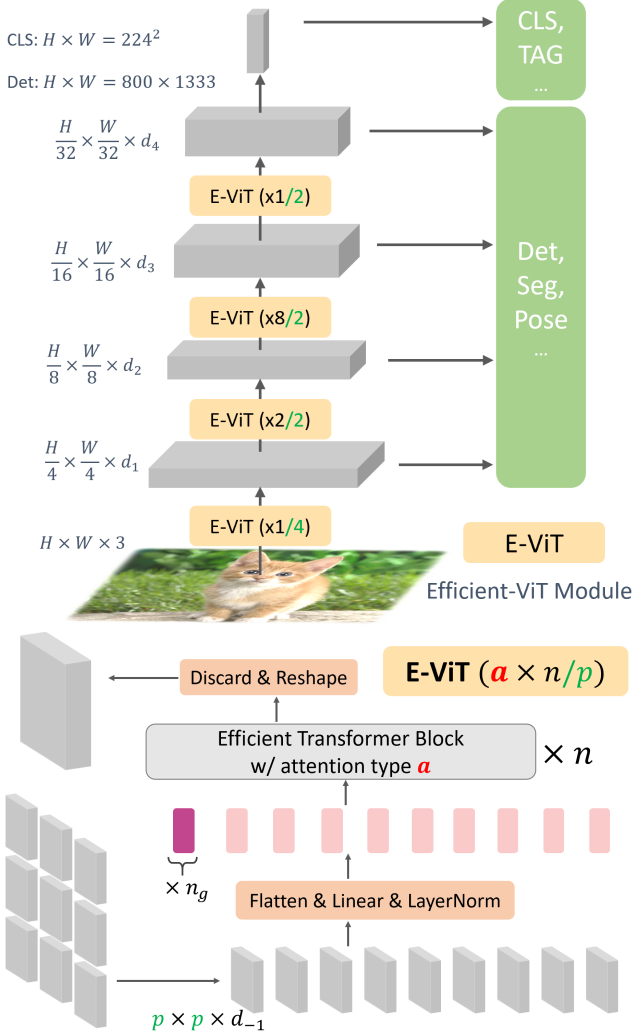 CLS: H × W = 224²
CLS,
TAG
...
Det: H × W = 800 × 1333
H/32 × W/32 × d₄
E-ViT (x1/2)
H/16 × W/16 × d₃
Det,
Seg,
Pose
...
E-ViT (x8/2)
H/8 × W/8 × d₂
E-ViT (x2/2)
H/4 × W/4 × d₁
E-ViT (x1/4)
H × W × 3
E-ViT
Efficient-ViT Module
Discard & Reshape
E-ViT (a × n/p)
Efficient Transformer Block
w/ attention type a
× n
× n_g
Flatten & Linear & LayerNorm
p × p × d₋₁